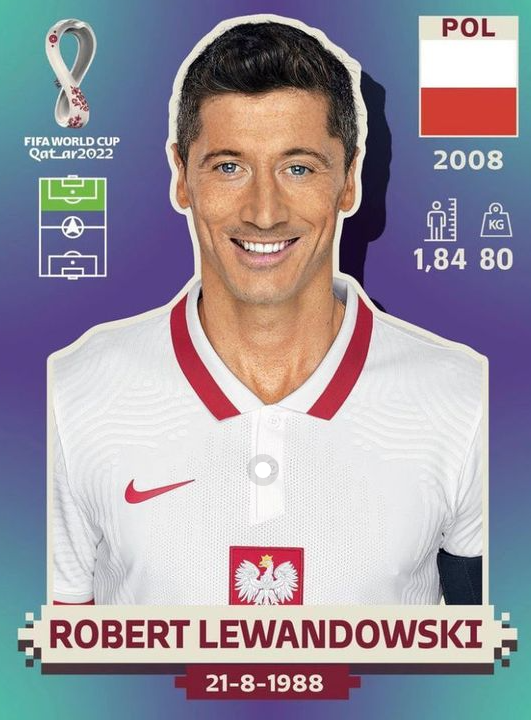 FIFA WORLD CUP
Qatar2022
POL
2008
KG
1,84 80
ROBERT LEWANDOWSKI
21-8-1988